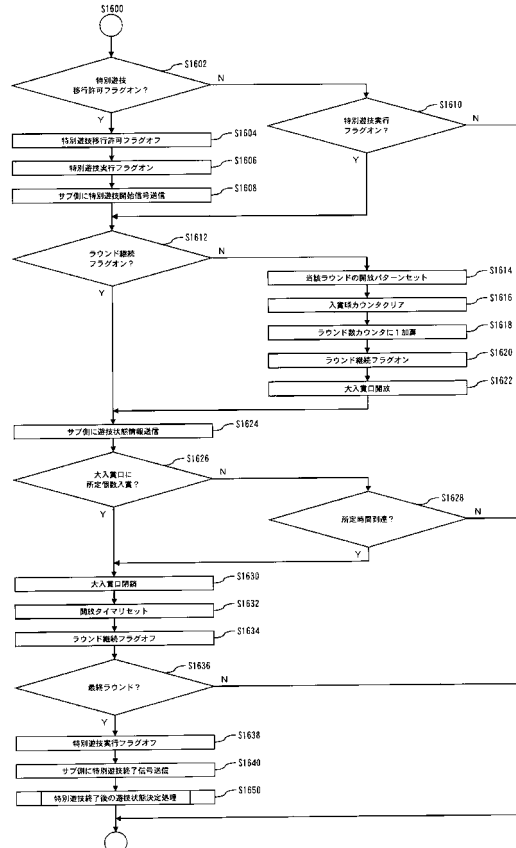 S1600
S1602
特別遊技
移行許可フラグオン？
N
Y
S1610
特別遊技実行
フラグオン？
N
Y
S1604
特別遊技移行許可フラグオフ
S1606
特別遊技実行フラグオン
S1608
サブ側に特別遊技開始信号送信
S1612
ラウンド継続
フラグオン？
N
Y
S1614
当該ラウンドの開放パターンセット
S1616
入賞球カウンタクリア
S1618
ラウンド数カウンタに1加算
S1620
ラウンド継続フラグオン
S1622
大入賞口開放
S1624
サブ側に遊技状態情報送信
S1626
大入賞口に
所定個数入賞？
N
Y
S1628
所定時間到達？
N
Y
S1630
大入賞口閉鎖
S1632
開放タイマリセット
S1634
ラウンド継続フラグオフ
S1636
最終ラウンド？
N
Y
S1638
特別遊技実行フラグオフ
S1640
サブ側に特別遊技終了信号送信
S1650
特別遊技終了後の遊技状態決定処理